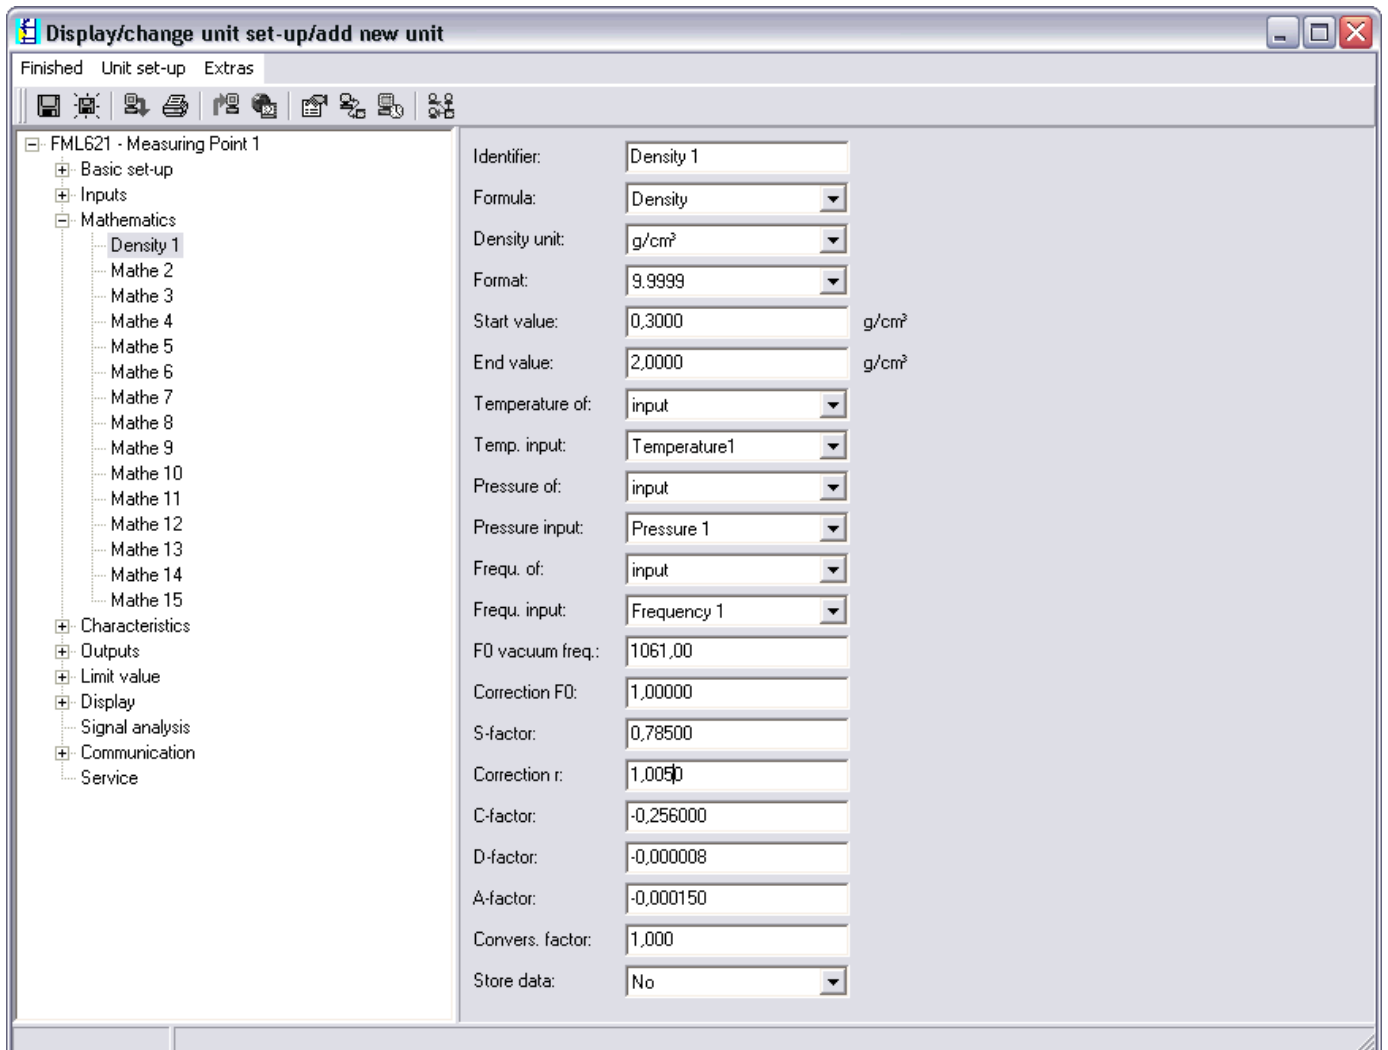 Display/change unit set-up/add new unit
Finished Unit set-up Extras
FML621 - Measuring Point 1
Basic set-up
Inputs
Mathematics
Density 1
Mathe 2
Mathe 3
Mathe 4
Mathe 5
Mathe 6
Mathe 7
Mathe 8
Mathe 9
Mathe 10
Mathe 11
Mathe 12
Mathe 13
Mathe 14
Mathe 15
Characteristics
Outputs
Limit value
Display
Signal analysis
Communication
Service
Identifier: Density 1
Formula: Density
Density unit: g/cm³
Format: 9.9999
Start value: 0,3000 g/cm³
End value: 2,0000 g/cm³
Temperature of: input
Temp. input: Temperature1
Pressure of: input
Pressure input: Pressure 1
Frequ. of: input
Frequ. input: Frequency 1
F0 vacuum freq.: 1061,00
Correction F0: 1,00000
S-factor: 0,78500
Correction r: 1,0050
C-factor: -0,256000
D-factor: -0,000008
A-factor: -0,000150
Convers. factor: 1,000
Store data: No